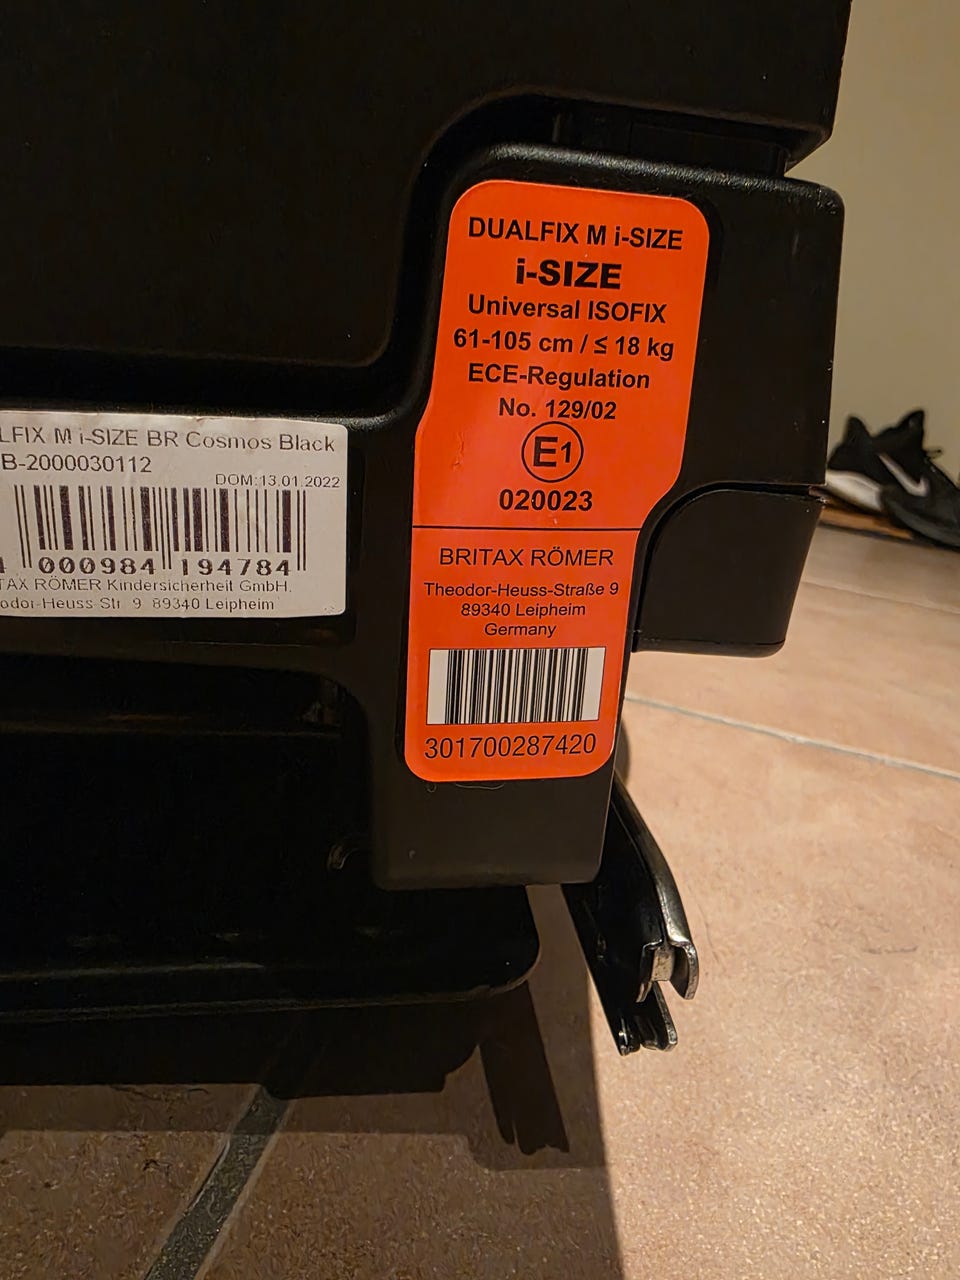 DUALFIX M i-SIZE
i-SIZE
Universal ISOFIX
61-105 cm / ≤ 18 kg
ECE-Regulation
No. 129/02
E1
020023
BRITAX RÖMER
Theodor-Heuss-Straße 9
89340 Leipheim
Germany
301700287420
LFIX M i-SIZE BR Cosmos Black
B-2000030112
DOM:13.01.2022
000984 194784
TAX RÖMER Kindersicherheit GmbH,
odor-Heuss-Str. 9 89340 Leipheim